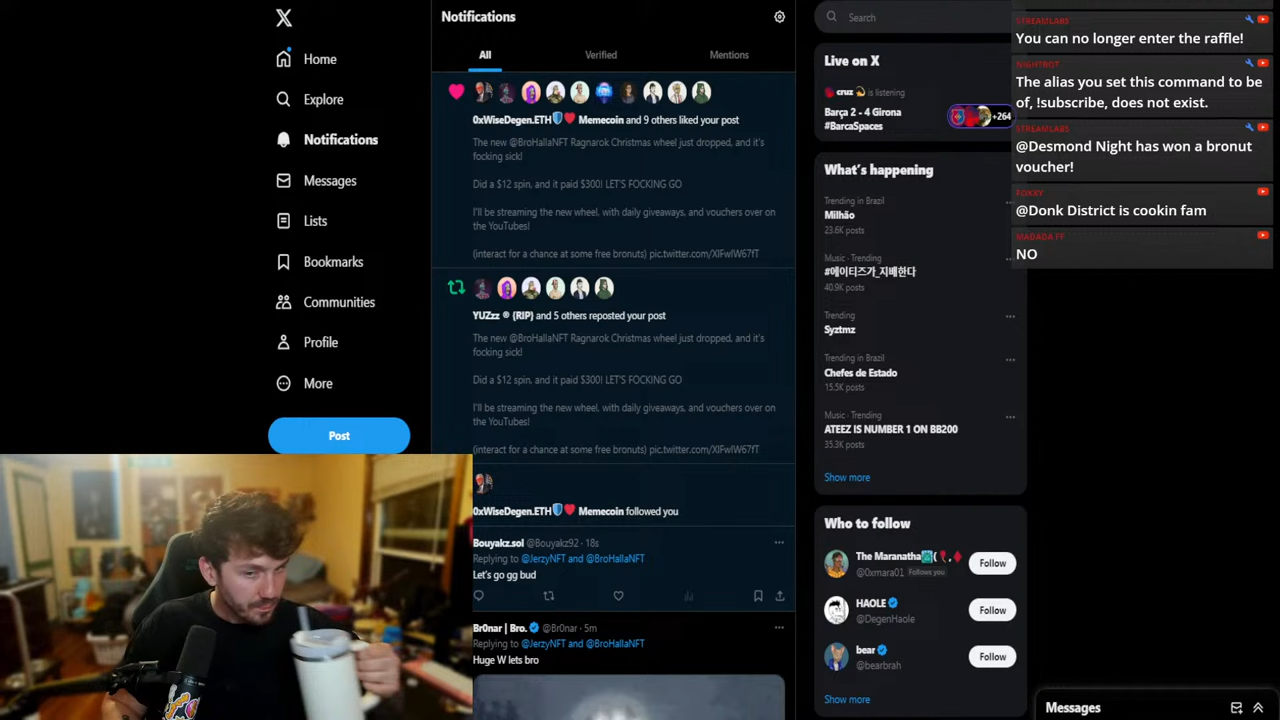 Home
Explore
Notifications
Messages
Lists
Bookmarks
Communities
Profile
More
Post
Notifications
All
Verified
Mentions
0xWiseDegen.ETH🛡️❤️ Memecoin and 9 others liked your post
The new @BroHallaNFT Ragnarok Christmas wheel just dropped, and it's
focking sick!
Did a $12 spin, and it paid $300! LET'S FOCKING GO
I'll be streaming the new wheel, with daily giveaways, and vouchers over on
the YouTubes!
(interact for a chance at some free bronuts) pic.twitter.com/XlFwIW67fT
YUZzz ® {RIP} and 5 others reposted your post
The new @BroHallaNFT Ragnarok Christmas wheel just dropped, and it's
focking sick!
Did a $12 spin, and it paid $300! LET'S FOCKING GO
I'll be streaming the new wheel, with daily giveaways, and vouchers over on
the YouTubes!
(interact for a chance at some free bronuts) pic.twitter.com/XlFwIW67fT
0xWiseDegen.ETH🛡️❤️ Memecoin followed you
Bouyakz.sol @Bouyakz92 · 18s
Replying to @JerzyNFT and @BroHallaNFT
Let's go gg bud
Br0nar | Bro. @Br0nar · 5m
Replying to @JerzyNFT and @BroHallaNFT
Huge W lets bro
Search
Live on X
cruz 💫 is listening
Barça 2 - 4 Girona
#BarcaSpaces
+264
What's happening
Trending in Brazil
Milhão
23.6K posts
Music · Trending
#에이티즈가_지배한다
40.9K posts
Trending
Syztmz
Trending in Brazil
Chefes de Estado
15.5K posts
Music · Trending
ATEEZ IS NUMBER 1 ON BB200
35.3K posts
Show more
Who to follow
The Maranatha
@0xmara01 Follows you
Follow
HAOLE
@DegenHaole
Follow
bear
@bearbrah
Follow
Show more
STREAMLABS
You can no longer enter the raffle!
NIGHTBOT
The alias you set this command to be
of, !subscribe, does not exist.
STREAMLABS
@Desmond Night has won a bronut
voucher!
FOXXY
@Donk District is cookin fam
MADADA FF
NO
Messages